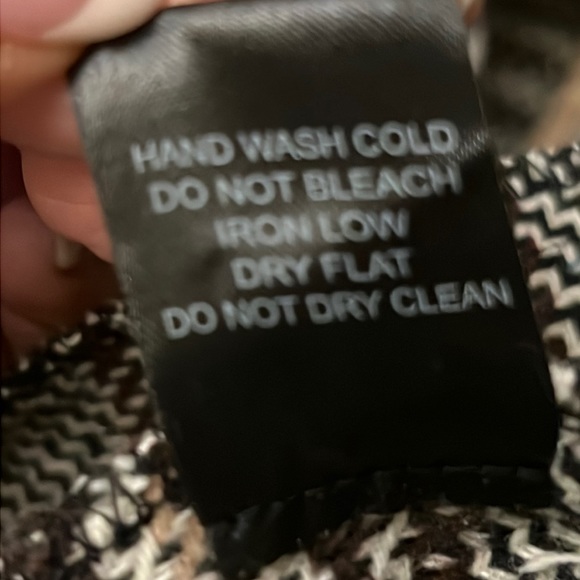 HAND WASH COLD
DO NOT BLEACH
IRON LOW
DRY FLAT
DO NOT DRY CLEAN